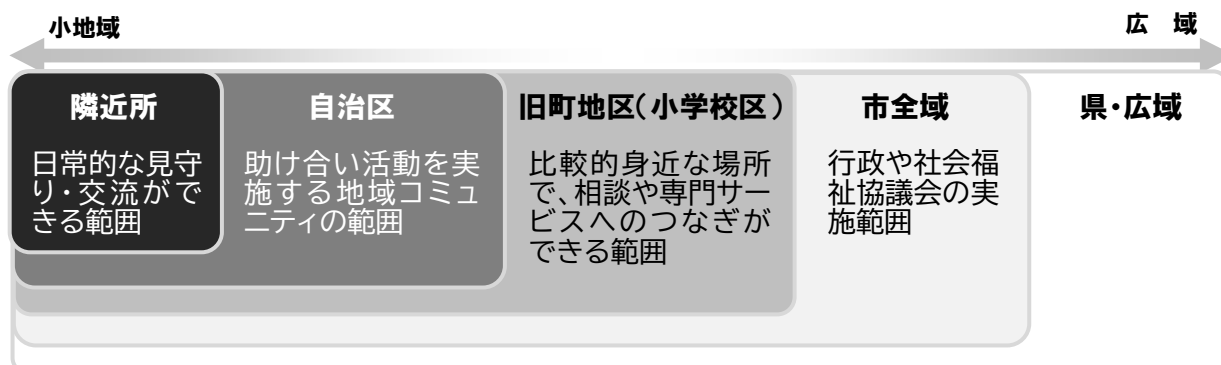 小地域
広　域
隣近所
日常的な見守
り・交流がで
きる範囲
自治区
助け合い活動を実
施する地域コミュ
ニティの範囲
旧町地区(小学校区)
比較的身近な場所
で、相談や専門サー
ビスへのつなぎが
できる範囲
市全域
行政や社会福
祉協議会の実
施範囲
県・広域